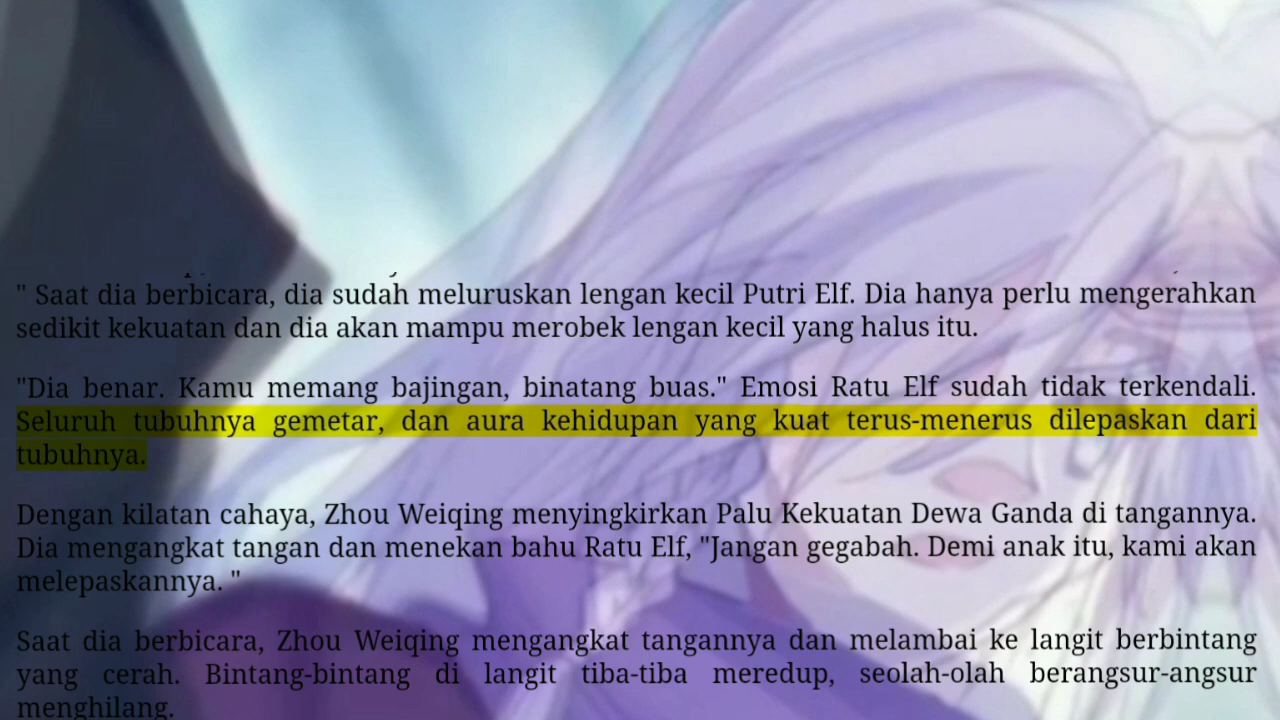 " Saat dia berbicara, dia sudah meluruskan lengan kecil Putri Elf. Dia hanya perlu mengerahkan
sedikit kekuatan dan dia akan mampu merobek lengan kecil yang halus itu.
"Dia benar. Kamu memang bajingan, binatang buas." Emosi Ratu Elf sudah tidak terkendali.
Seluruh tubuhnya gemetar, dan aura kehidupan yang kuat terus-menerus dilepaskan dari
tubuhnya.
Dengan kilatan cahaya, Zhou Weiqing menyingkirkan Palu Kekuatan Dewa Ganda di tangannya.
Dia mengangkat tangan dan menekan bahu Ratu Elf, "Jangan gegabah. Demi anak itu, kami akan
melepaskannya. "
Saat dia berbicara, Zhou Weiqing mengangkat tangannya dan melambai ke langit berbintang
yang cerah. Bintang-bintang di langit tiba-tiba meredup, seolah-olah berangsur-angsur
menghilang.